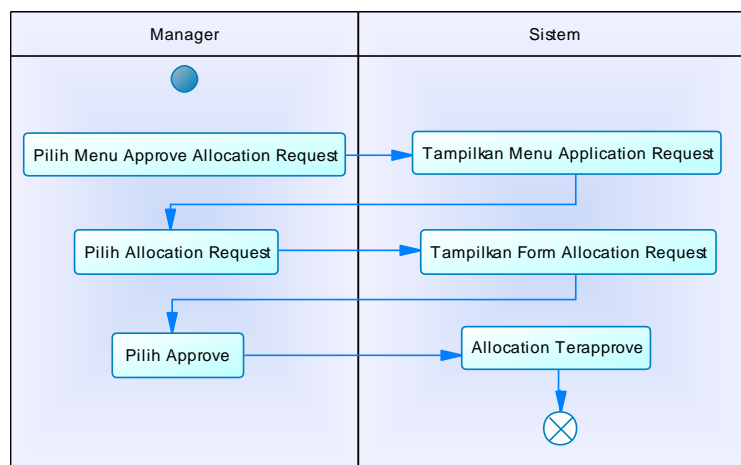 Manager
Sistem
Pilih Menu Approve Allocation Request
Tampilkan Menu Application Request
Pilih Allocation Request
Tampilkan Form Allocation Request
Pilih Approve
Allocation Terapprove